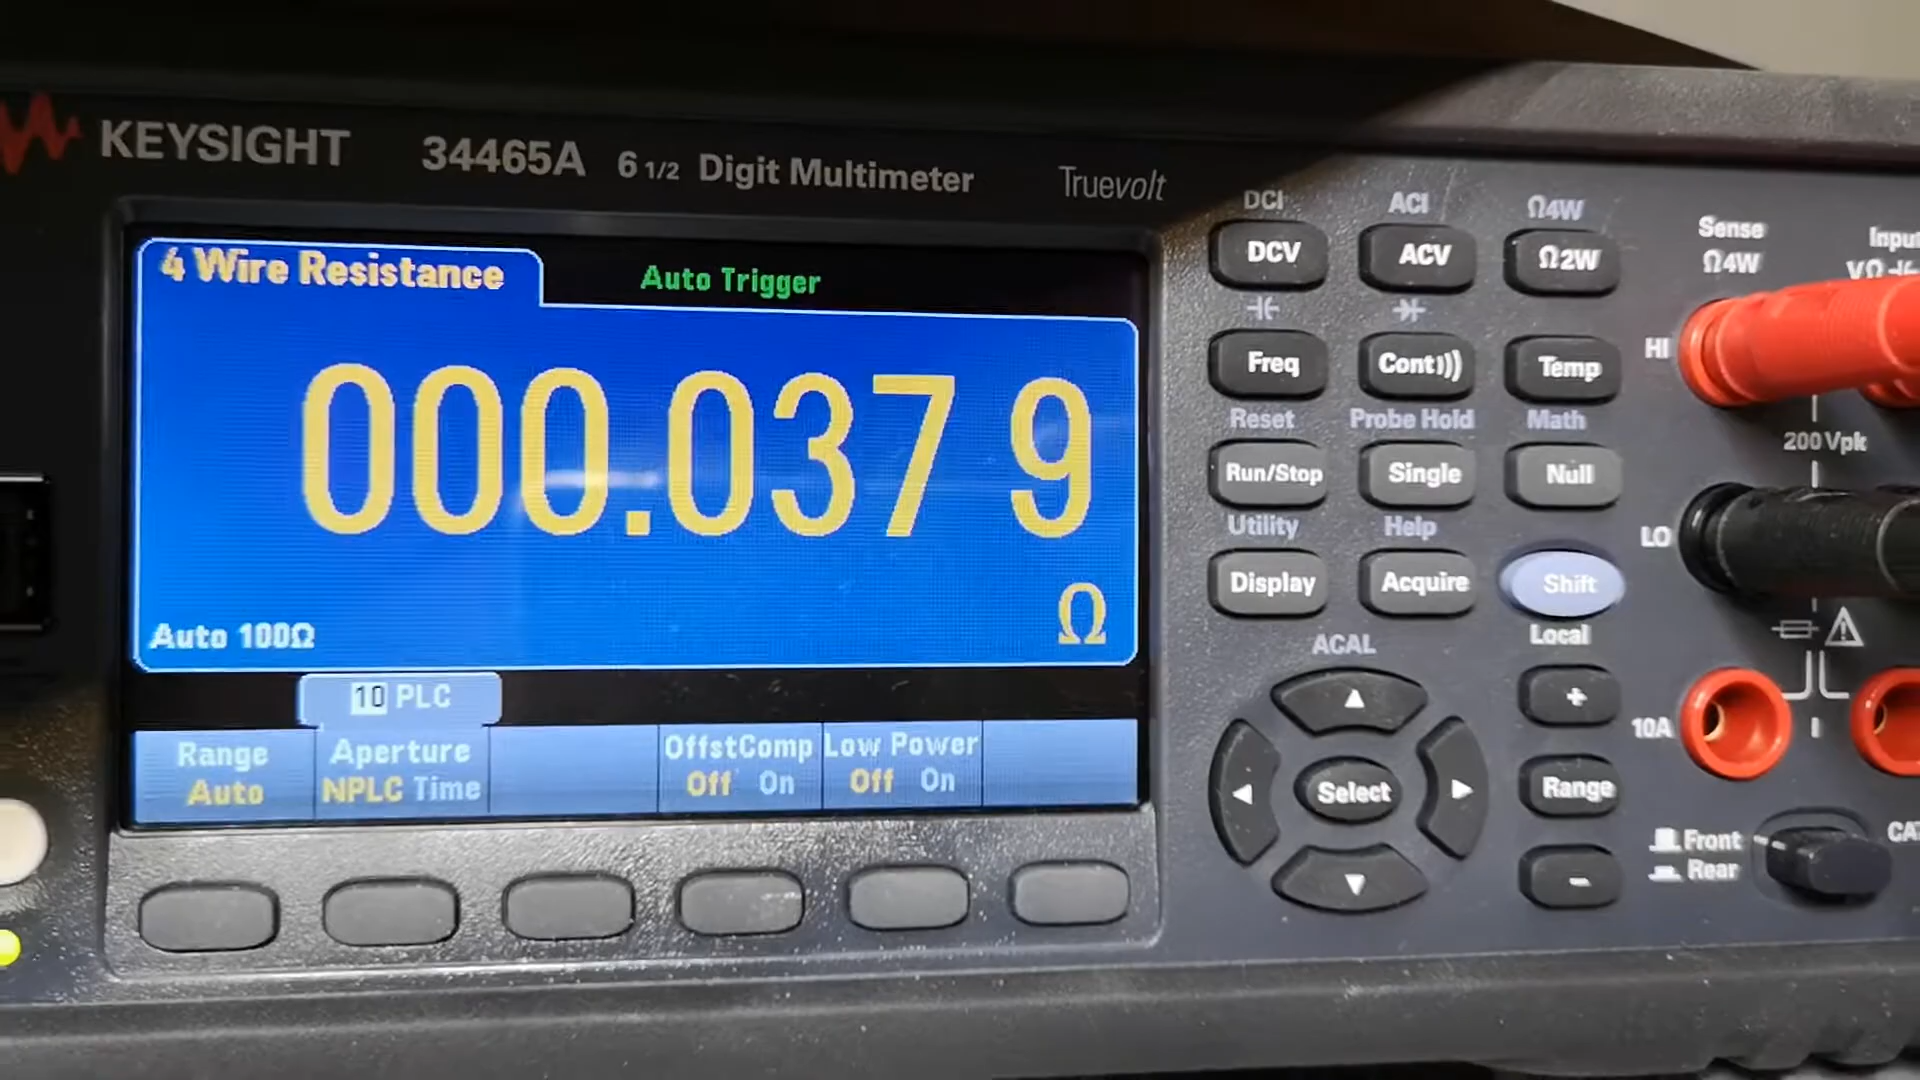 KEYSIGHT 34465A 6 1/2 Digit Multimeter Truevolt
4 Wire Resistance
Auto Trigger
000.037 9
Ω
Auto 100Ω
10 PLC
Range
Auto
Aperture
NPLC Time
OffstComp
Off On
Low Power
Off On
DCI ACI Ω4W
DCV ACV Ω2W
Freq Cont))) Temp
Reset Probe Hold Math
Run/Stop Single Null
Utility Help
Display Acquire Shift
ACAL Local
+
Select Range
-
Sense
Ω4W
Input
VΩ
HI
200 Vpk
LO
10A
I
Front
Rear